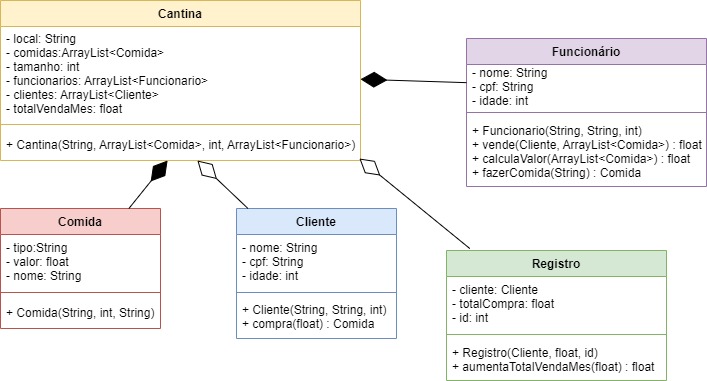 Cantina
- local: String
- comidas:ArrayList<Comida>
- tamanho: int
- funcionarios: ArrayList<Funcionario>
- clientes: ArrayList<Cliente>
- totalVendaMes: float
+ Cantina(String, ArrayList<Comida>, int, ArrayList<Funcionario>)
Funcionário
- nome: String
- cpf: String
- idade: int
+ Funcionario(String, String, int)
+ vende(Cliente, ArrayList<Comida>) : float
+ calculaValor(ArrayList<Comida>) : float
+ fazerComida(String) : Comida
Comida
- tipo:String
- valor: float
- nome: String
+ Comida(String, int, String)
Cliente
- nome: String
- cpf: String
- idade: int
+ Cliente(String, String, int)
+ compra(float) : Comida
Registro
- cliente: Cliente
- totalCompra: float
- id: int
+ Registro(Cliente, float, id)
+ aumentaTotalVendaMes(float) : float